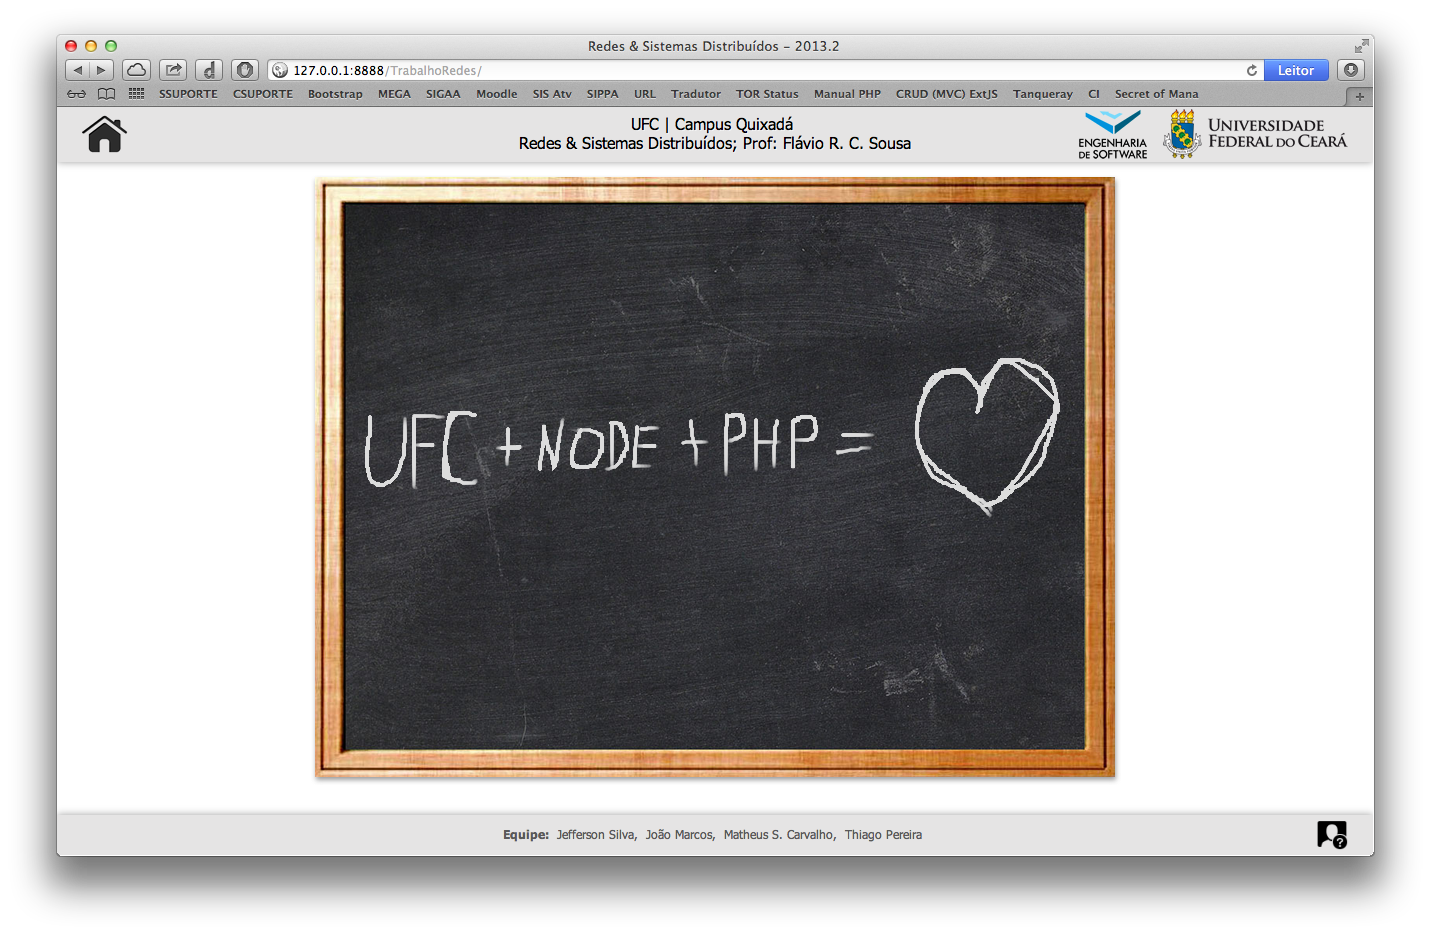 Redes & Sistemas Distribuídos – 2013.2
127.0.0.1:8888/TrabalhoRedes/
Leitor
SSUPORTE CSUPORTE Bootstrap MEGA SIGAA Moodle SIS Atv SIPPA URL Tradutor TOR Status Manual PHP CRUD (MVC) ExtJS Tanqueray CI Secret of Mana
UFC | Campus Quixadá
Redes & Sistemas Distribuídos; Prof: Flávio R. C. Sousa
ENGENHARIA
DE SOFTWARE
UNIVERSIDADE
FEDERAL DO CEARÁ
UFC + NODE + PHP =
Equipe: Jefferson Silva, João Marcos, Matheus S. Carvalho, Thiago Pereira